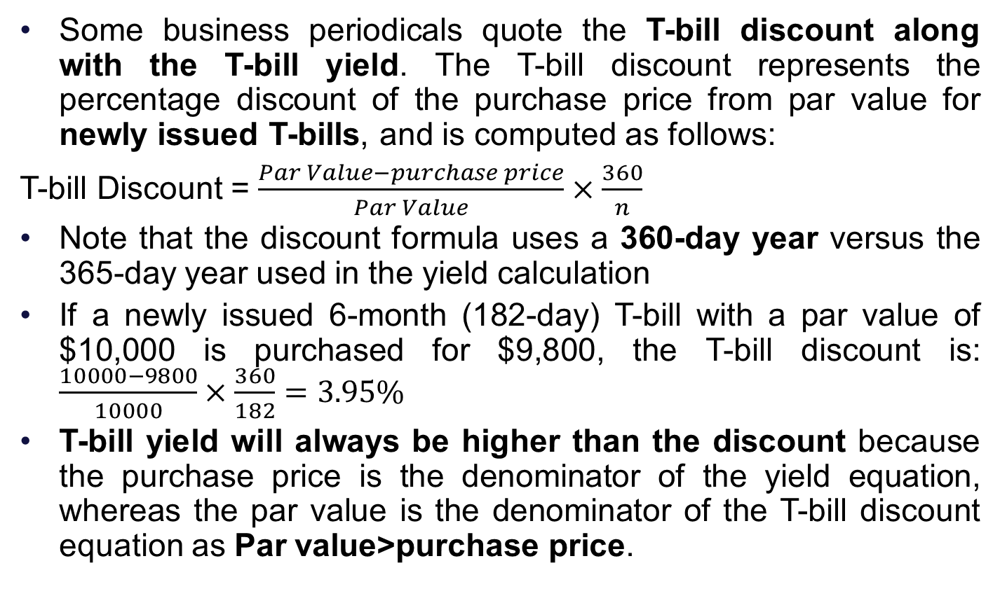 • Some business periodicals quote the T-bill discount along
with the T-bill yield. The T-bill discount represents the
percentage discount of the purchase price from par value for
newly issued T-bills, and is computed as follows:
T-bill Discount = \frac{Par Value−purchase price}{Par Value} × \frac{360}{n}
• Note that the discount formula uses a 360-day year versus the
365-day year used in the yield calculation
• If a newly issued 6-month (182-day) T-bill with a par value of
$10,000 is purchased for $9,800, the T-bill discount is:
\frac{10000−9800}{10000} × \frac{360}{182} = 3.95%
• T-bill yield will always be higher than the discount because
the purchase price is the denominator of the yield equation,
whereas the par value is the denominator of the T-bill discount
equation as Par value>purchase price.